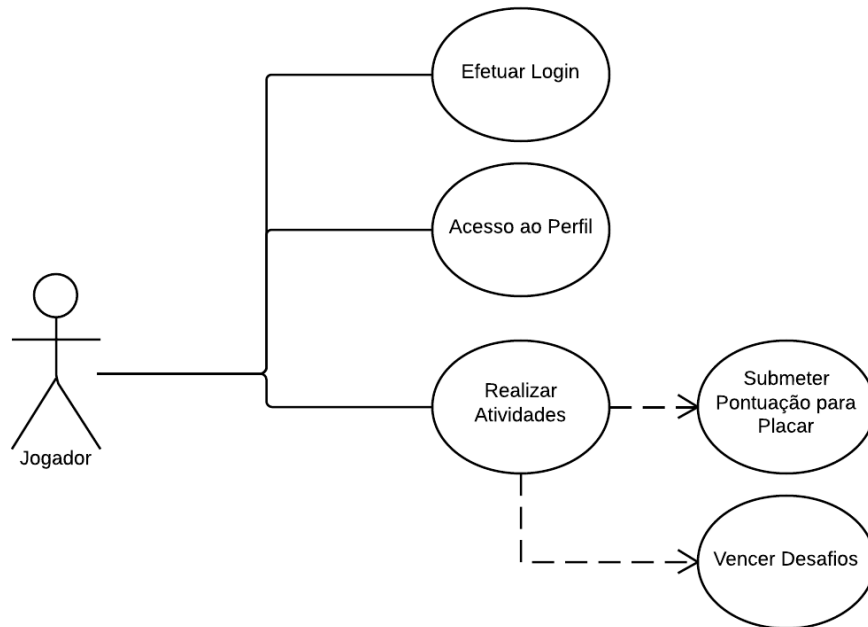 Efetuar Login
Acesso ao Perfil
Jogador
Realizar
Atividades
Submeter
Pontuação para
Placar
Vencer Desafios